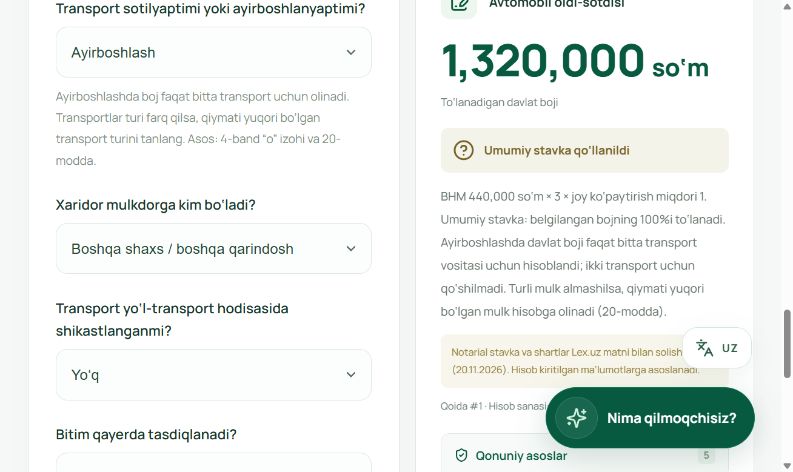 Transport sotilyaptimi yoki ayirboshlanyaptimi?
Ayirboshlash
Ayirboshlashda boj faqat bitta transport uchun olinadi.
Transportlar turi farq qilsa, qiymati yuqori bo‘lgan
transport turini tanlang. Asos: 4-band “o” izohi va 20-
modda.
Xaridor mulkdorga kim bo‘ladi?
Boshqa shaxs / boshqa qarindosh
Transport yo‘l-transport hodisasida
shikastlanganmi?
Yo‘q
Bitim qayerda tasdiqlanadi?
Avtomobil oldi-sotdisi
1,320,000 so‘m
To‘lanadigan davlat boji
Umumiy stavka qo‘llanildi
BHM 440,000 so‘m × 3 × joy ko‘paytirish miqdori 1.
Umumiy stavka: belgilangan bojning 100%i to‘lanadi.
Ayirboshlashda davlat boji faqat bitta transport
vositasi uchun hisoblanadi; ikki transport uchun
qo‘shilmadi. Turli mulk almashilsa, qiymati yuqori
bo‘lgan mulk hisobga olinadi (20-modda).
Notarial stavka va shartlar Lex.uz matni bilan solish
(20.11.2026). Hisob kiritilgan ma’lumotlarga asoslanadi.
UZ
Qoida #1 · Hisob sanasi
Nima qilmoqchisiz?
Qonuniy asoslar
5